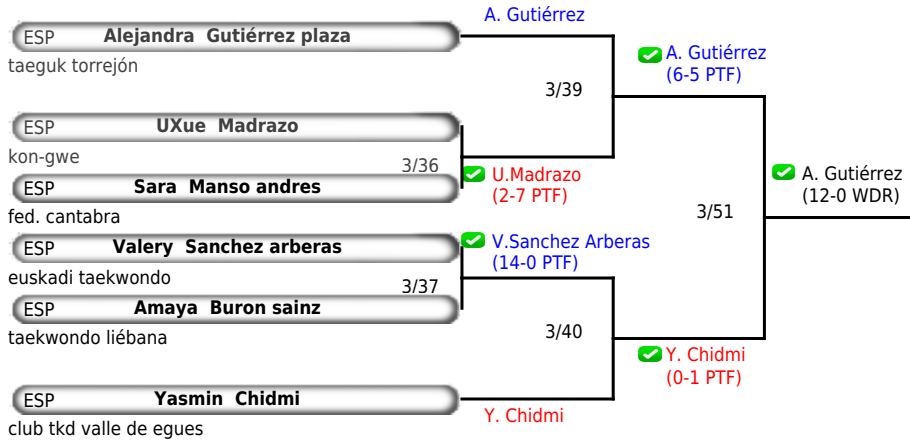 A. Gutiérrez
ESP Alejandra Gutiérrez plaza
taeguk torrejón
A. Gutiérrez
(6-5 PTF)
3/39
ESP UXue Madrazo
kon-gwe
3/36
ESP Sara Manso andres
fed. cantabra
U.Madrazo
(2-7 PTF)
A. Gutiérrez
(12-0 WDR)
3/51
ESP Valery Sanchez arberas
euskadi taekwondo
V.Sanchez Arberas
(14-0 PTF)
3/37
ESP Amaya Buron sainz
taekwondo liébana
3/40
Y. Chidmi
(0-1 PTF)
ESP Yasmin Chidmi
club tkd valle de egues
Y. Chidmi